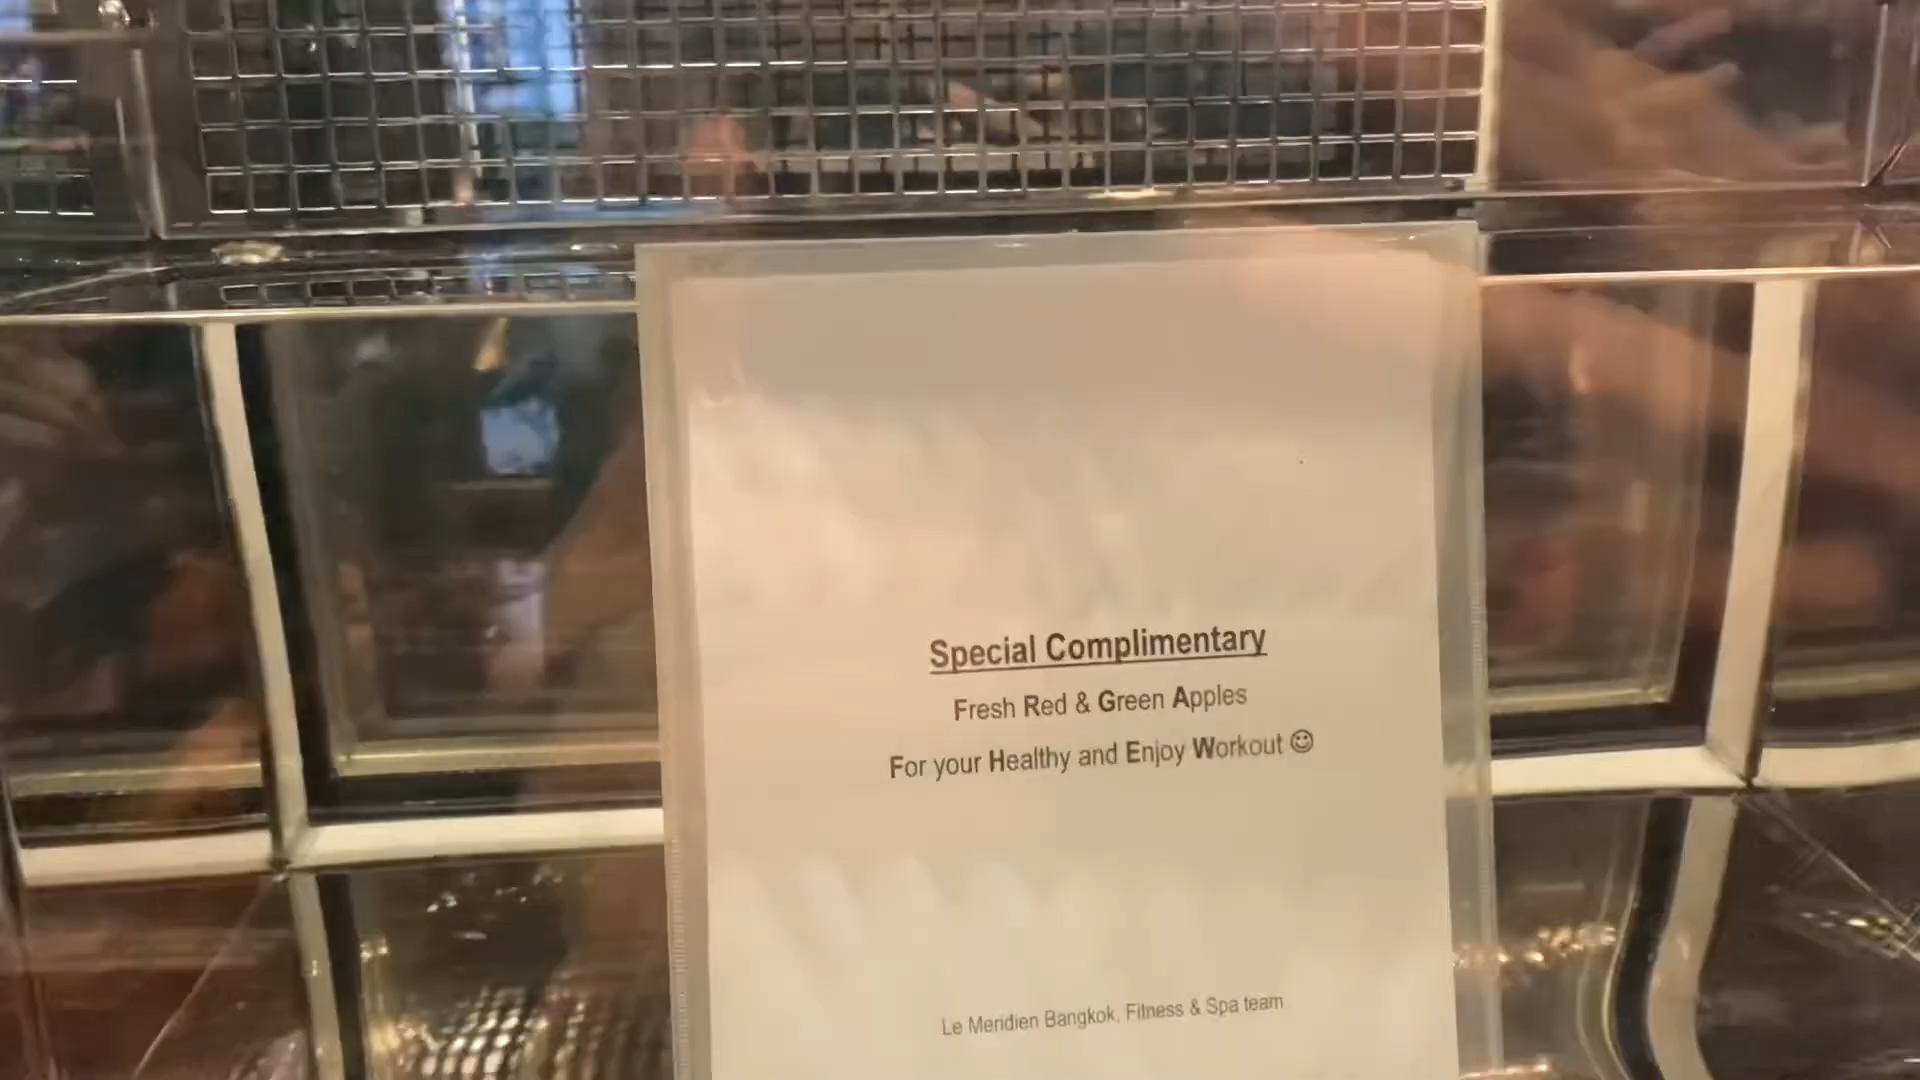 Special Complimentary
Fresh Red & Green Apples
For your Healthy and Enjoy Workout ☺
Le Meridien Bangkok, Fitness & Spa team